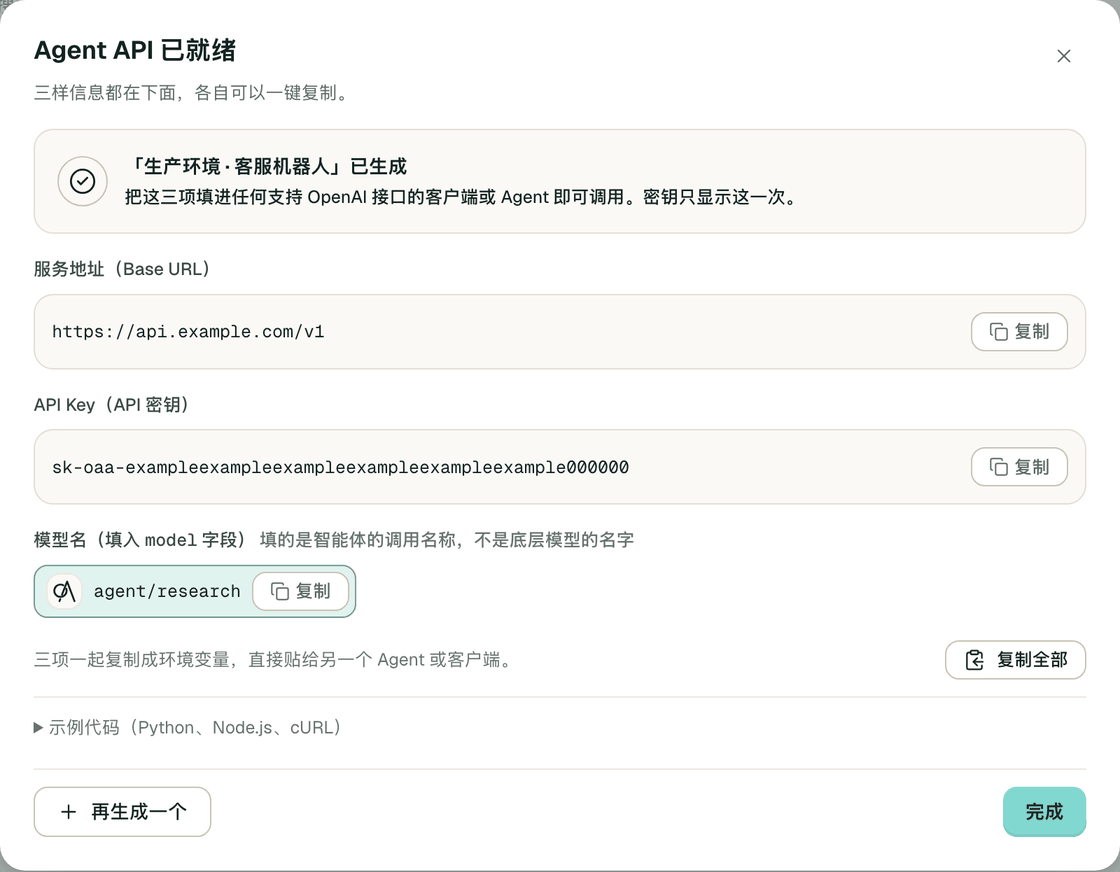 Agent API 已就绪
三样信息都在下面，各自可以一键复制。
「生产环境 · 客服机器人」已生成
把这三项填进任何支持 OpenAI 接口的客户端或 Agent 即可调用。密钥只显示这一次。
服务地址（Base URL）
https://api.example.com/v1
复制
API Key（API 密钥）
sk-oaa-exampleexampleexampleexampleexampleexample000000
复制
模型名（填入 model 字段） 填的是智能体的调用名称，不是底层模型的名字
agent/research
复制
三项一起复制成环境变量，直接贴给另一个 Agent 或客户端。
复制全部
示例代码（Python、Node.js、cURL）
再生成一个
完成